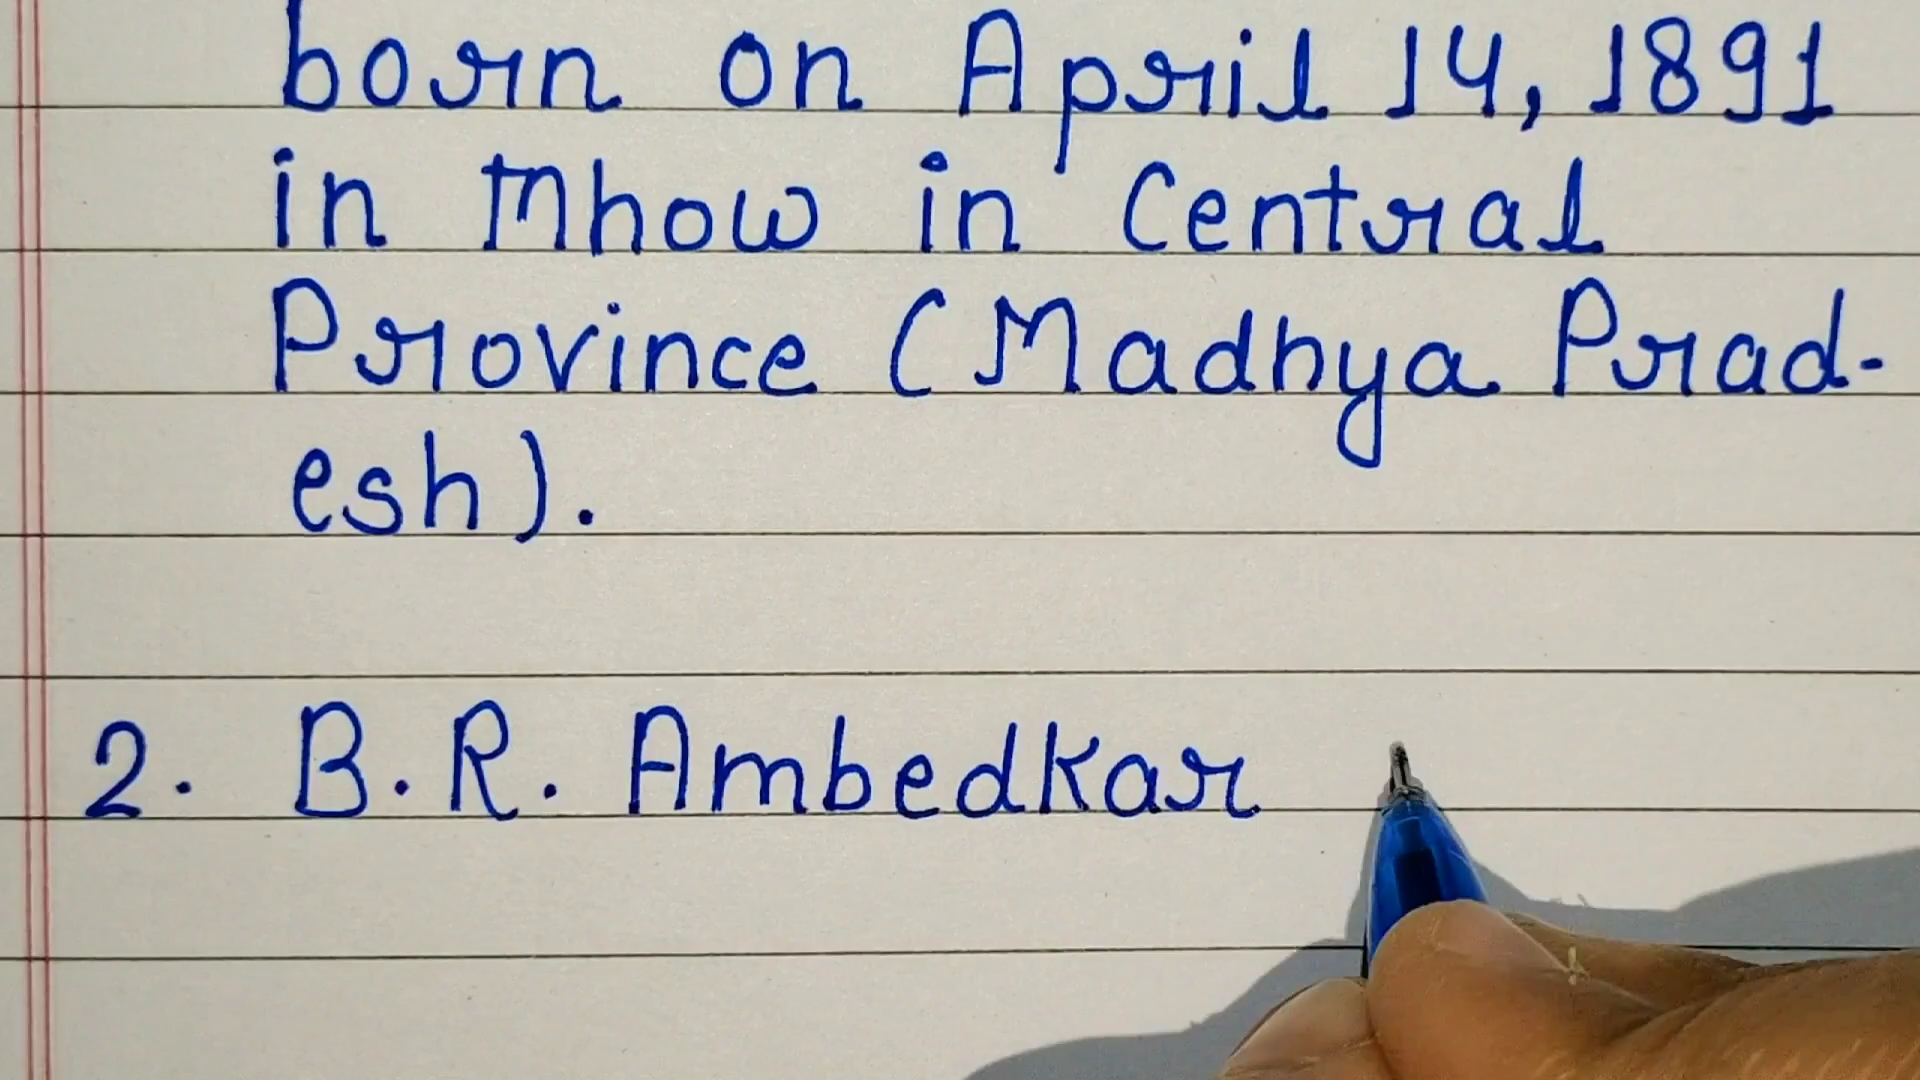 born on April 14, 1891
in Mhow in Central
Province (Madhya Prad-
esh).
2. B.R. Ambedkar